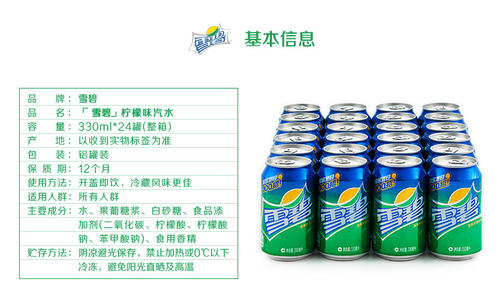 雪碧 基本信息
品 牌：雪碧
品 名：「雪碧」柠檬味汽水
容 量：330ml*24罐(整箱)
产 地：以收到实物标签为准
包 装：铝罐装
保 质 期：12个月
使用方法：开盖即饮，冷藏风味更佳
适用人群：所有人群
主要成分：水、果葡糖浆、白砂糖、食品添
加剂(二氧化碳、柠檬酸、柠檬酸
钠、苯甲酸钠)、食用香精
贮存方法：阴凉避光保存，禁止加热或0℃以下
冷冻，避免阳光直晒及高温
雪碧 雪碧 雪碧 雪碧